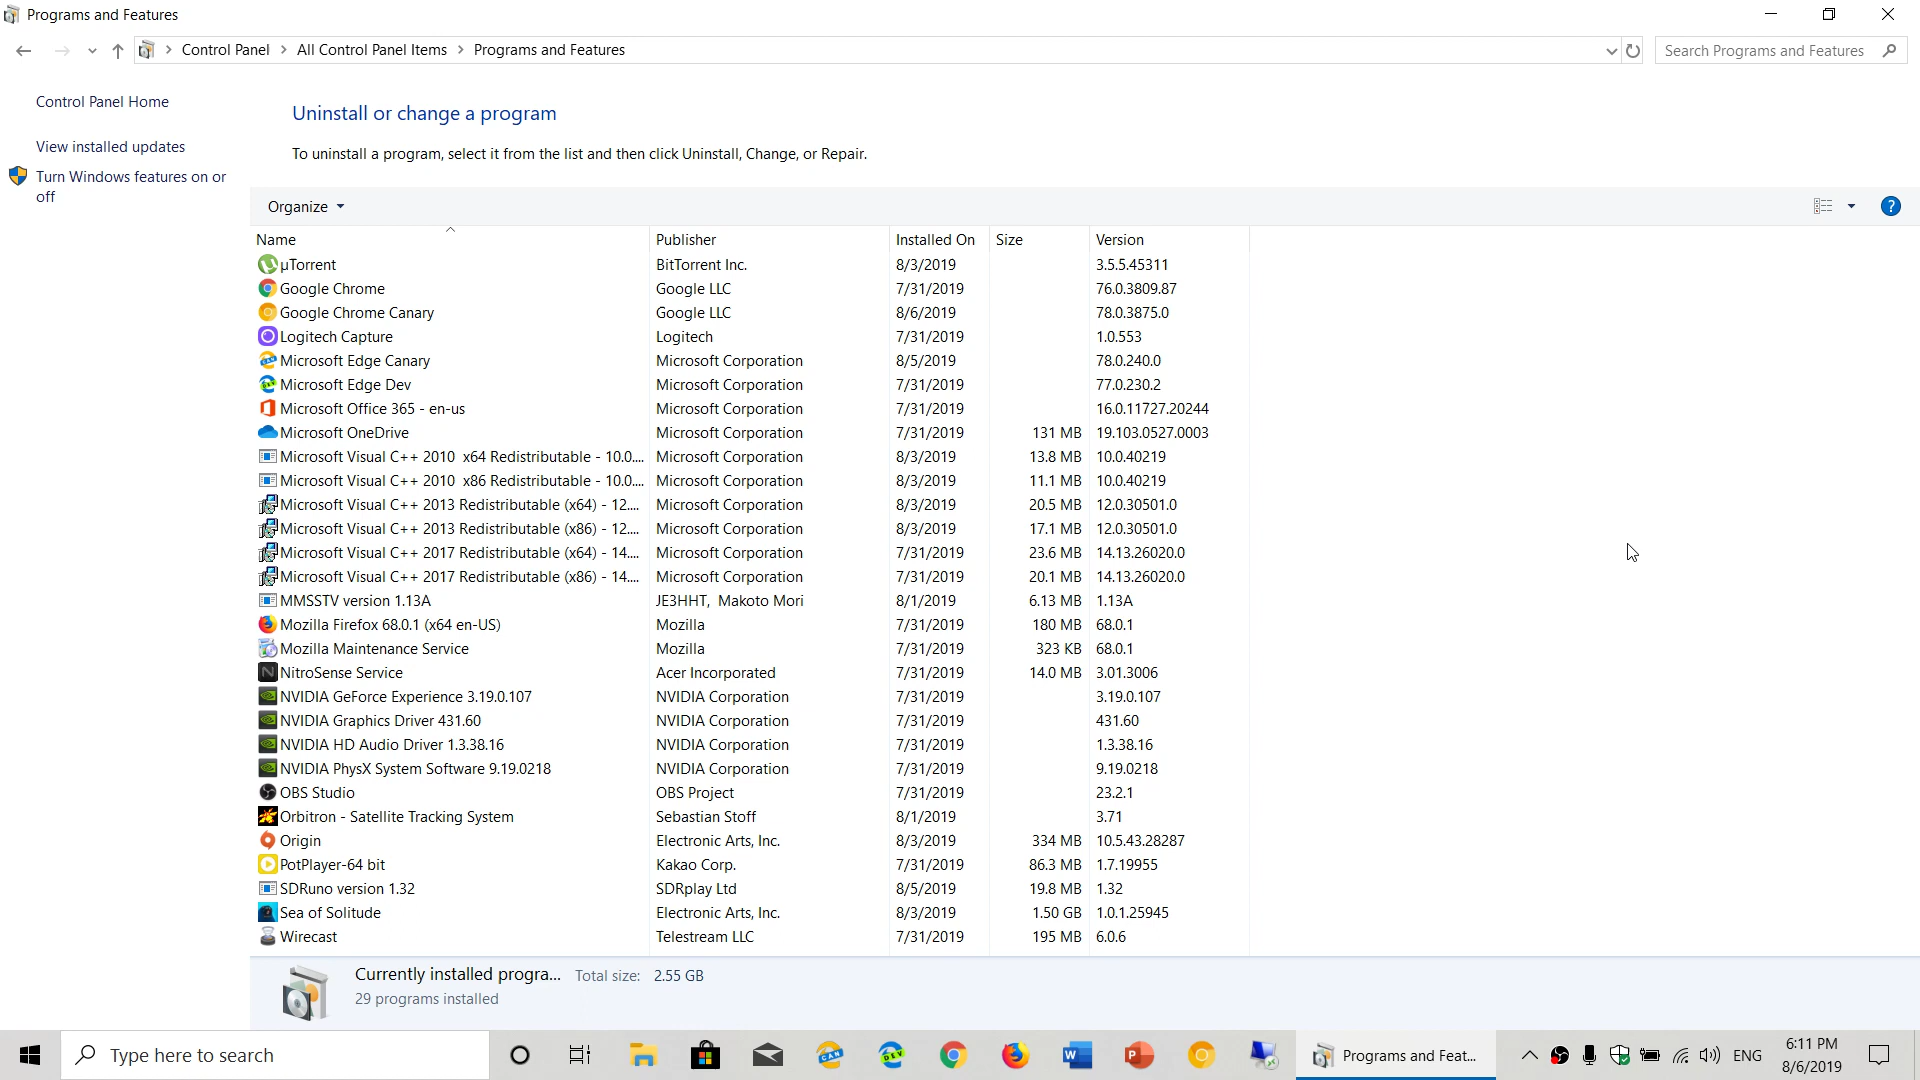 Programs and Features
Control Panel > All Control Panel Items > Programs and Features
Search Programs and Features
Control Panel Home
View installed updates
Turn Windows features on or
off
Uninstall or change a program
To uninstall a program, select it from the list and then click Uninstall, Change, or Repair.
Organize
Name Publisher Installed On Size Version
µTorrent BitTorrent Inc. 8/3/2019 3.5.5.45311
Google Chrome Google LLC 7/31/2019 76.0.3809.87
Google Chrome Canary Google LLC 8/6/2019 78.0.3875.0
Logitech Capture Logitech 7/31/2019 1.0.553
Microsoft Edge Canary Microsoft Corporation 8/5/2019 78.0.240.0
Microsoft Edge Dev Microsoft Corporation 7/31/2019 77.0.230.2
Microsoft Office 365 - en-us Microsoft Corporation 7/31/2019 16.0.11727.20244
Microsoft OneDrive Microsoft Corporation 7/31/2019 131 MB 19.103.0527.0003
Microsoft Visual C++ 2010 x64 Redistributable - 10.0.... Microsoft Corporation 8/3/2019 13.8 MB 10.0.40219
Microsoft Visual C++ 2010 x86 Redistributable - 10.0.... Microsoft Corporation 8/3/2019 11.1 MB 10.0.40219
Microsoft Visual C++ 2013 Redistributable (x64) - 12.... Microsoft Corporation 8/3/2019 20.5 MB 12.0.30501.0
Microsoft Visual C++ 2013 Redistributable (x86) - 12.... Microsoft Corporation 8/3/2019 17.1 MB 12.0.30501.0
Microsoft Visual C++ 2017 Redistributable (x64) - 14.... Microsoft Corporation 7/31/2019 23.6 MB 14.13.26020.0
Microsoft Visual C++ 2017 Redistributable (x86) - 14.... Microsoft Corporation 7/31/2019 20.1 MB 14.13.26020.0
MMSSTV version 1.13A JE3HHT, Makoto Mori 8/1/2019 6.13 MB 1.13A
Mozilla Firefox 68.0.1 (x64 en-US) Mozilla 7/31/2019 180 MB 68.0.1
Mozilla Maintenance Service Mozilla 7/31/2019 323 KB 68.0.1
NitroSense Service Acer Incorporated 7/31/2019 14.0 MB 3.01.3006
NVIDIA GeForce Experience 3.19.0.107 NVIDIA Corporation 7/31/2019 3.19.0.107
NVIDIA Graphics Driver 431.60 NVIDIA Corporation 7/31/2019 431.60
NVIDIA HD Audio Driver 1.3.38.16 NVIDIA Corporation 7/31/2019 1.3.38.16
NVIDIA PhysX System Software 9.19.0218 NVIDIA Corporation 7/31/2019 9.19.0218
OBS Studio OBS Project 7/31/2019 23.2.1
Orbitron - Satellite Tracking System Sebastian Stoff 8/1/2019 3.71
Origin Electronic Arts, Inc. 8/3/2019 334 MB 10.5.43.28287
PotPlayer-64 bit Kakao Corp. 7/31/2019 86.3 MB 1.7.19955
SDRuno version 1.32 SDRplay Ltd 8/5/2019 19.8 MB 1.32
Sea of Solitude Electronic Arts, Inc. 8/3/2019 1.50 GB 1.0.1.25945
Wirecast Telestream LLC 7/31/2019 195 MB 6.0.6
Currently installed progra... Total size: 2.55 GB
29 programs installed
Type here to search
CAN
DEV
Programs and Feat...
ENG
6:11 PM
8/6/2019